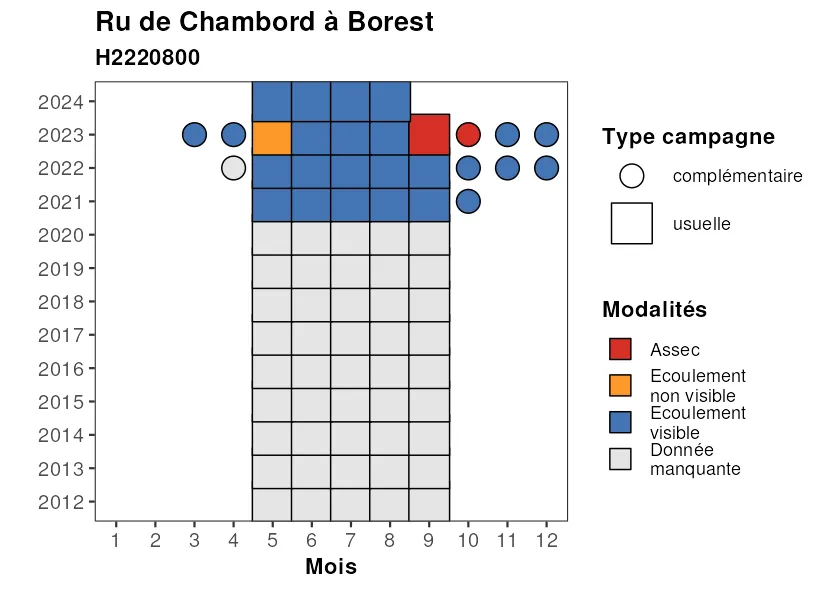 Ru de Chambord à Borest
H2220800
2024
2023
2022
2021
2020
2019
2018
2017
2016
2015
2014
2013
2012
1 2 3 4 5 6 7 8 9 10 11 12
Mois
Type campagne
complémentaire
usuelle
Modalités
Assec
Ecoulement
non visible
Ecoulement
visible
Donnée
manquante